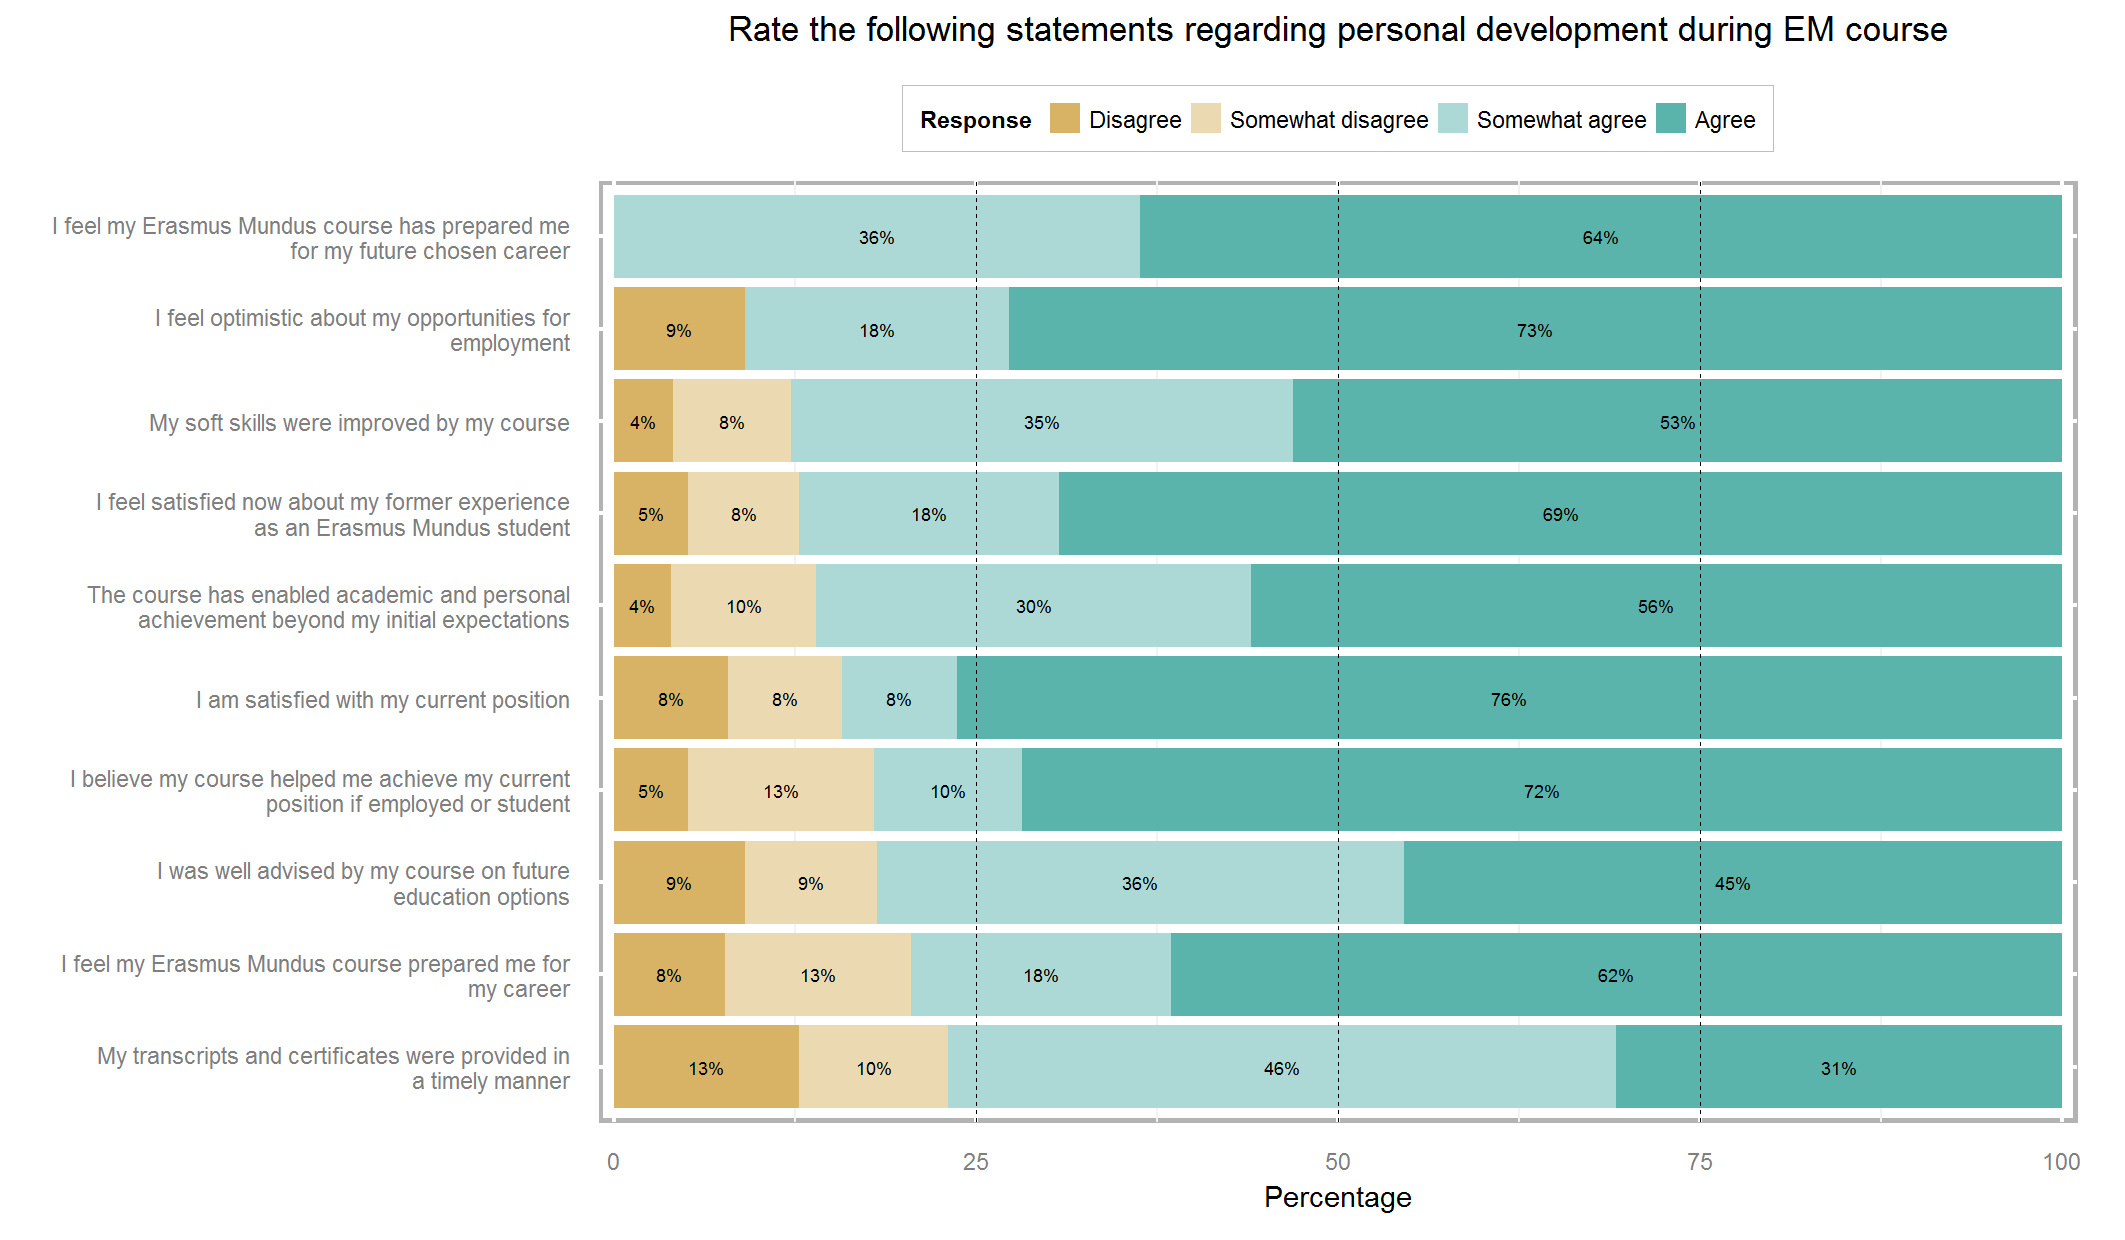 Rate the following statements regarding personal development during EM course
Response Disagree Somewhat disagree Somewhat agree Agree
I feel my Erasmus Mundus course has prepared me
for my future chosen career
36% 64%
I feel optimistic about my opportunities for
employment
9% 18% 73%
My soft skills were improved by my course
4% 8% 35% 53%
I feel satisfied now about my former experience
as an Erasmus Mundus student
5% 8% 18% 69%
The course has enabled academic and personal
achievement beyond my initial expectations
4% 10% 30% 56%
I am satisfied with my current position
8% 8% 8% 76%
I believe my course helped me achieve my current
position if employed or student
5% 13% 10% 72%
I was well advised by my course on future
education options
9% 9% 36% 45%
I feel my Erasmus Mundus course prepared me for
my career
8% 13% 18% 62%
My transcripts and certificates were provided in
a timely manner
13% 10% 46% 31%
0 25 50 75 100
Percentage